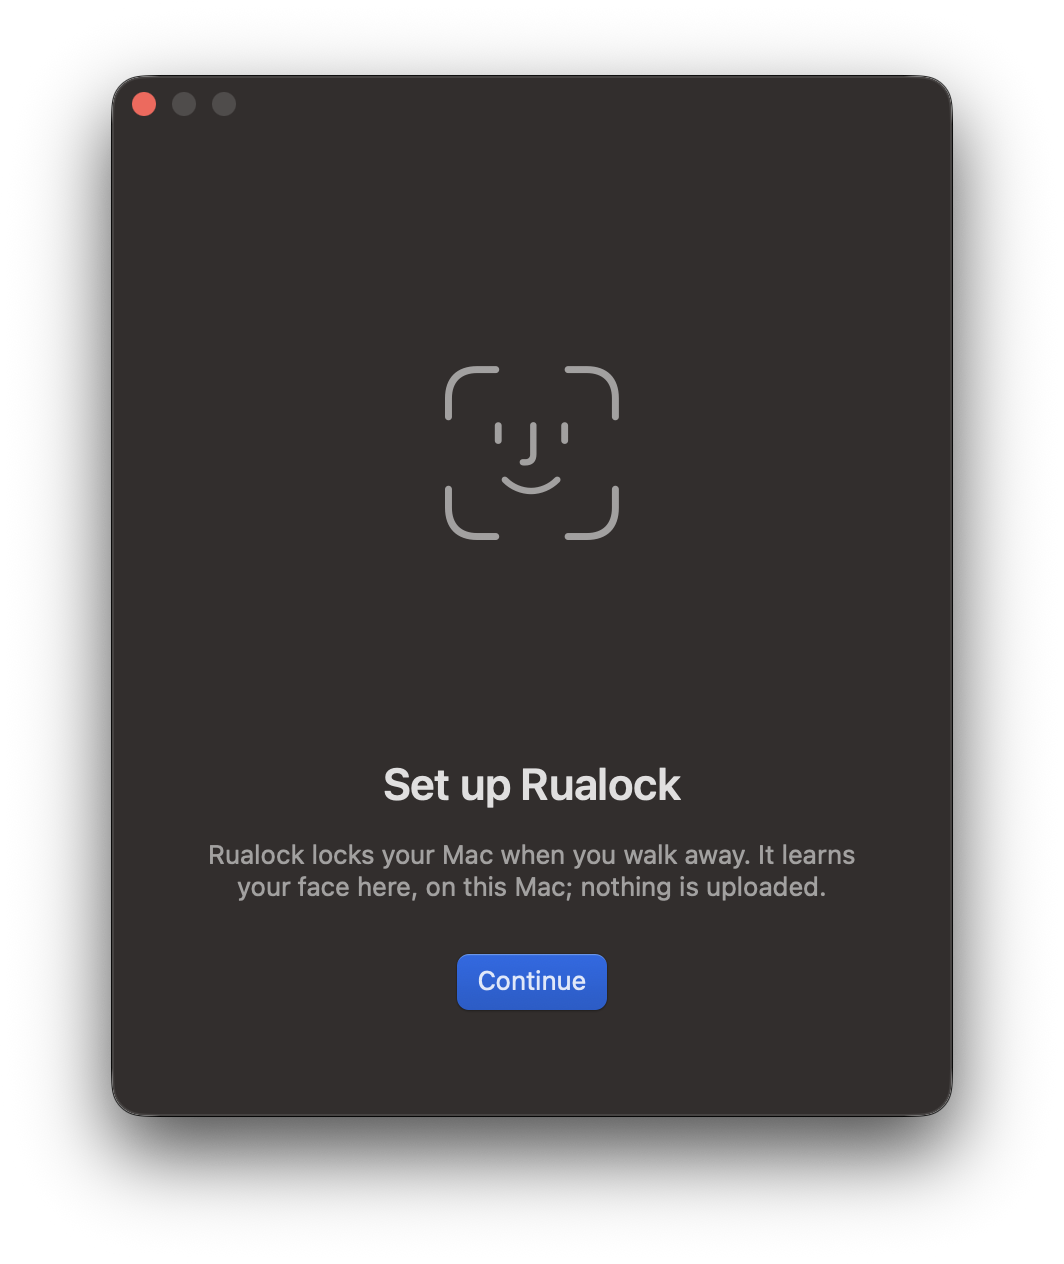 Set up Rualock
Rualock locks your Mac when you walk away. It learns
your face here, on this Mac; nothing is uploaded.
Continue